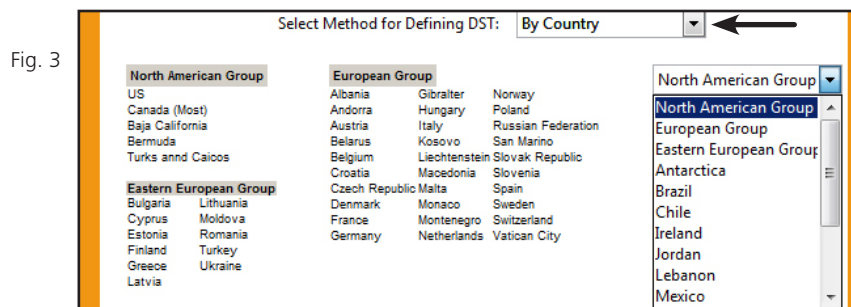 Select Method for Defining DST: By Country
Fig. 3
North American Group
US
Canada (Most)
Baja California
Bermuda
Turks annd Caicos
Eastern European Group
Bulgaria Lithuania
Cyprus Moldova
Estonia Romania
Finland Turkey
Greece Ukraine
Latvia
European Group
Albania Gibralter Norway
Andorra Hungary Poland
Austria Italy Russian Federation
Belarus Kosovo San Marino
Belgium Liechtenstein Slovak Republic
Croatia Macedonia Slovenia
Czech Republic Malta Spain
Denmark Monaco Sweden
France Montenegro Switzerland
Germany Netherlands Vatican City
North American Group
North American Group
European Group
Eastern European Group
Antarctica
Brazil
Chile
Ireland
Jordan
Lebanon
Mexico